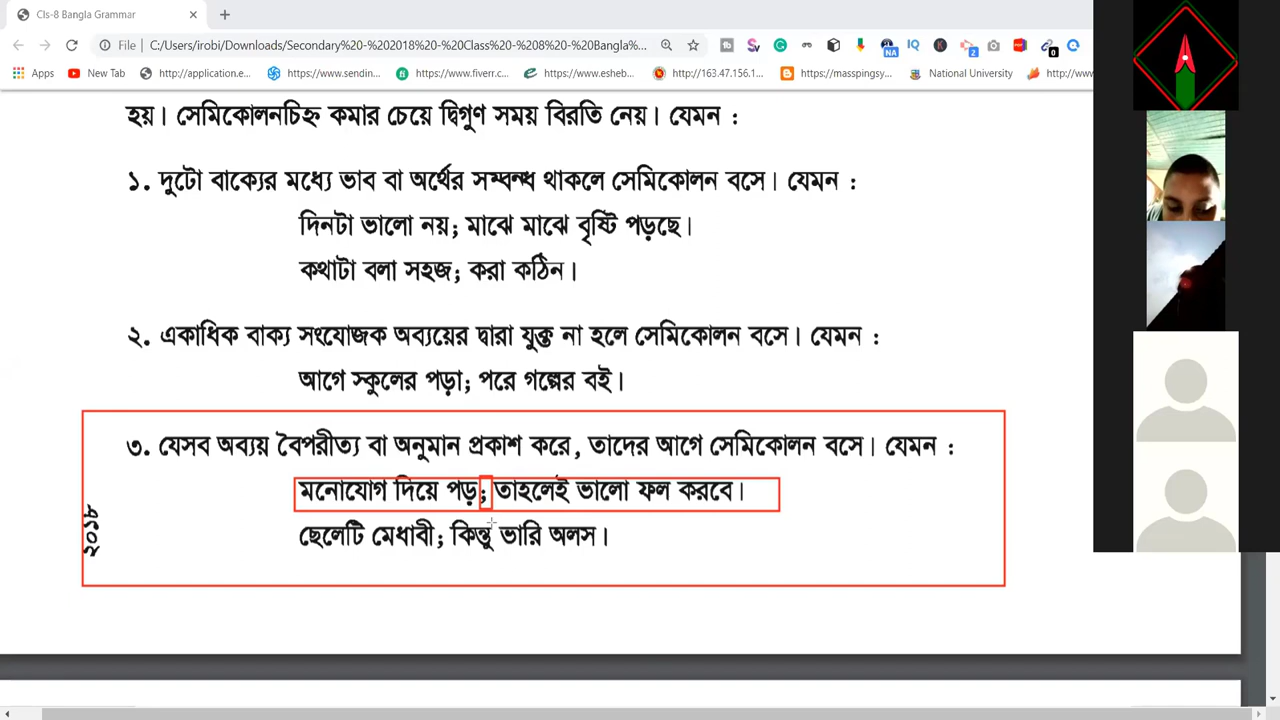 Cls-8 Bangla Grammar
File | C:/Users/irobi/Downloads/Secondary%20-%202018%20-%20Class%20-%208%20-%20Bangla%...
Apps New Tab http://application.e... https://www.sendin... https://www.fiverr.c... https://www.esheb... http://163.47.156.1... https://masspingsy... National University http://www
হয়। সেমিকোলনচিহ্ন কমার চেয়ে দ্বিগুণ সময় বিরতি নেয়। যেমন :
১. দুটো বাক্যের মধ্যে ভাব বা অর্থের সম্বন্ধ থাকলে সেমিকোলন বসে। যেমন :
দিনটা ভালো নয়; মাঝে মাঝে বৃষ্টি পড়ছে।
কথাটা বলা সহজ; করা কঠিন।
২. একাধিক বাক্য সংযোজক অব্যয়ের দ্বারা যুক্ত না হলে সেমিকোলন বসে। যেমন :
আগে স্কুলের পড়া; পরে গল্পের বই।
৩. যেসব অব্যয় বৈপরীত্য বা অনুমান প্রকাশ করে, তাদের আগে সেমিকোলন বসে। যেমন :
মনোযোগ দিয়ে পড়; তাহলেই ভালো ফল করবে।
ছেলেটি মেধাবী; কিন্তু ভারি অলস।
২০১৮